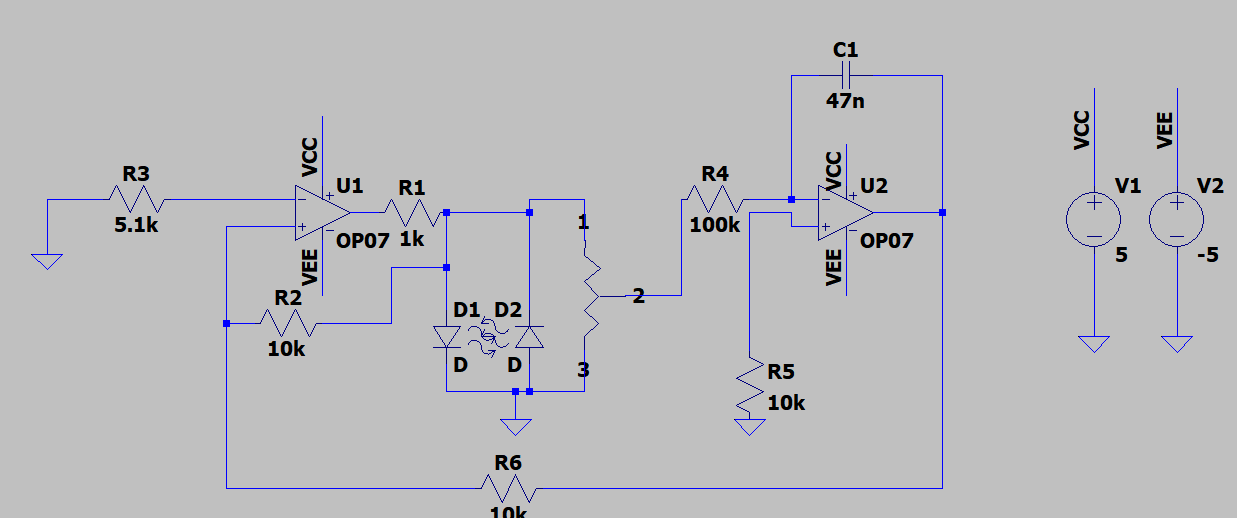 C1
47n
VCC
VEE
R3
5.1k
VCC
U1
R1
1k
OP07
VEE
1
R4
100k
VCC
U2
OP07
VEE
V1
5
V2
-5
2
R2
10k
D1
D2
D
D
3
R5
10k
R6
10k